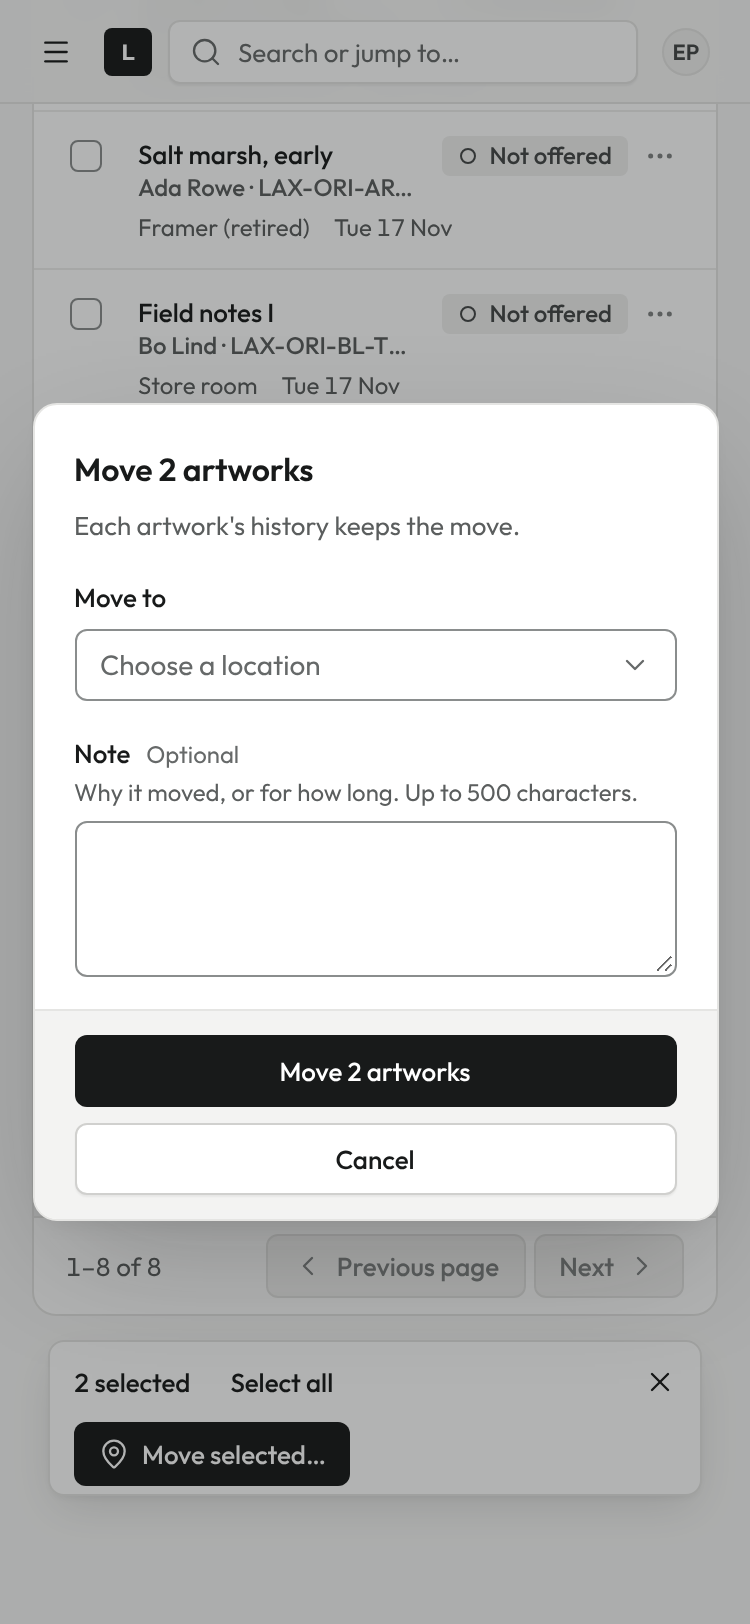 L
Search or jump to...
EP
Salt marsh, early
Not offered
Ada Rowe · LAX-ORI-AR...
Framer (retired) Tue 17 Nov
Field notes I
Not offered
Bo Lind · LAX-ORI-BL-T...
Store room Tue 17 Nov
Move 2 artworks
Each artwork's history keeps the move.
Move to
Choose a location
Note Optional
Why it moved, or for how long. Up to 500 characters.
Move 2 artworks
Cancel
1–8 of 8
Previous page
Next
2 selected Select all
Move selected...